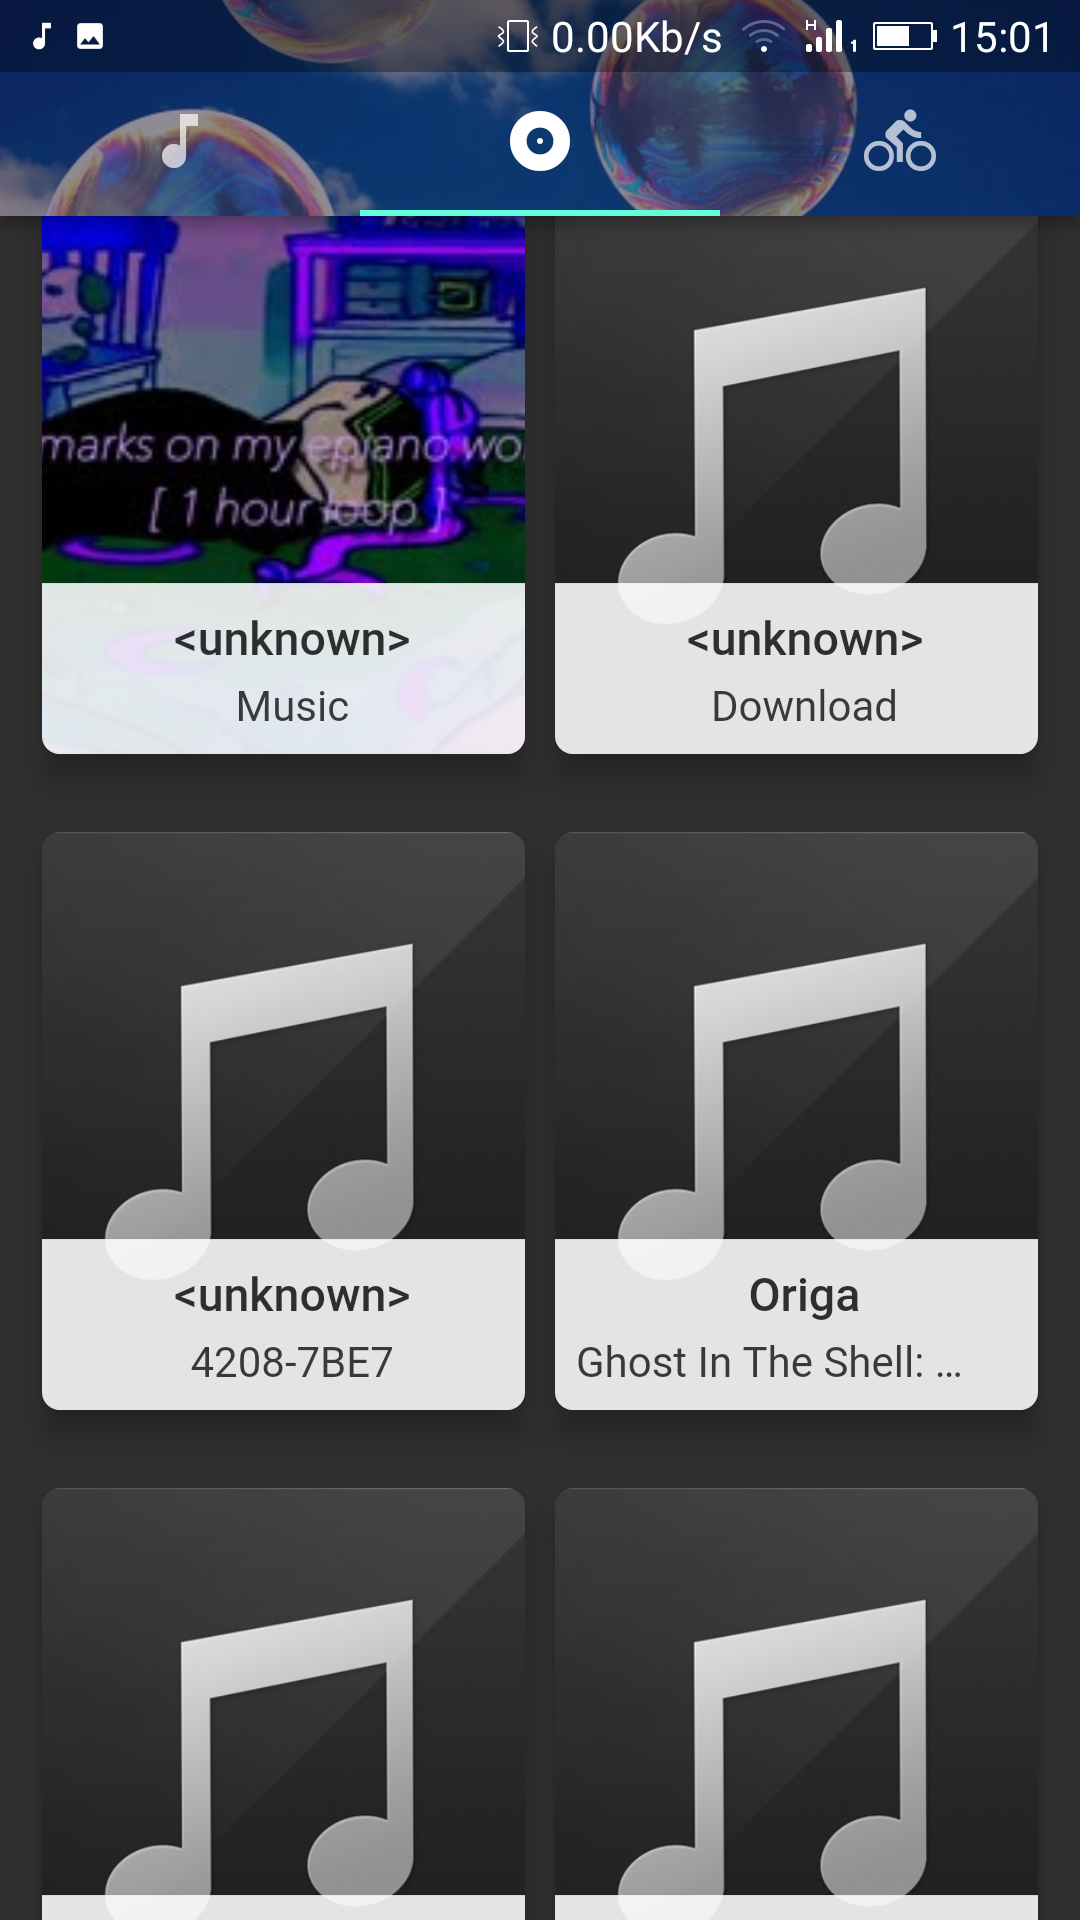 0.00Kb/s H 1 15:01
marks on my epiano wo
[ 1 hour loop ]
<unknown>
Music
<unknown>
Download
<unknown>
4208-7BE7
Origa
Ghost In The Shell: ...